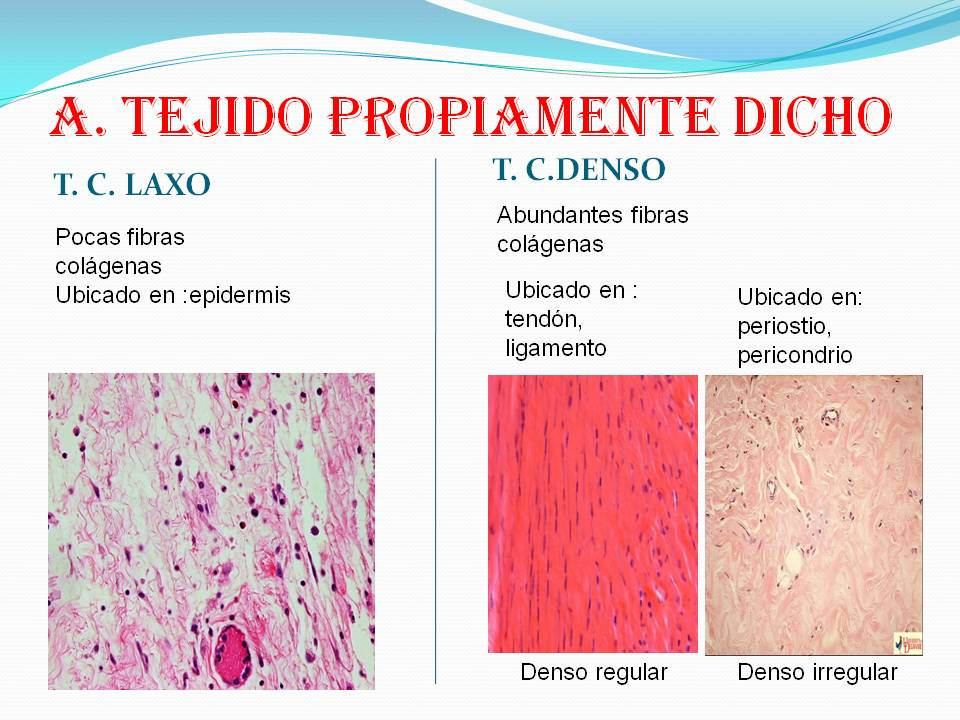 A. TEJIDO PROPIAMENTE DICHO
T. C. LAXO
Pocas fibras
colágenas
Ubicado en :epidermis
T. C.DENSO
Abundantes fibras
colágenas
Ubicado en :
tendón,
ligamento
Ubicado en:
periostio,
pericondrio
Denso regular
Denso irregular